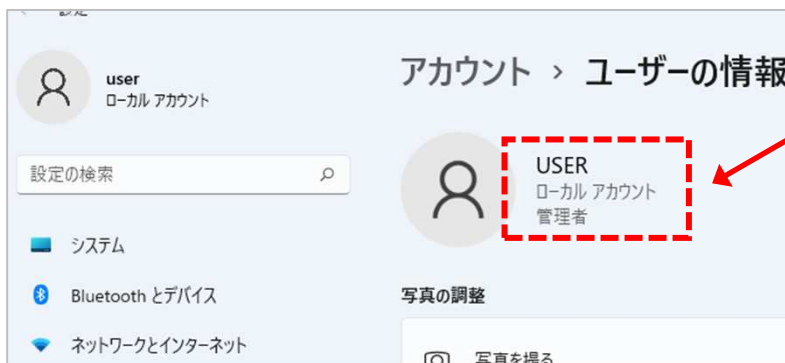 設定
user
ローカル アカウント
設定の検索
システム
Bluetooth とデバイス
ネットワークとインターネット
アカウント > ユーザーの情報
USER
ローカル アカウント
管理者
写真の調整
写真を撮る